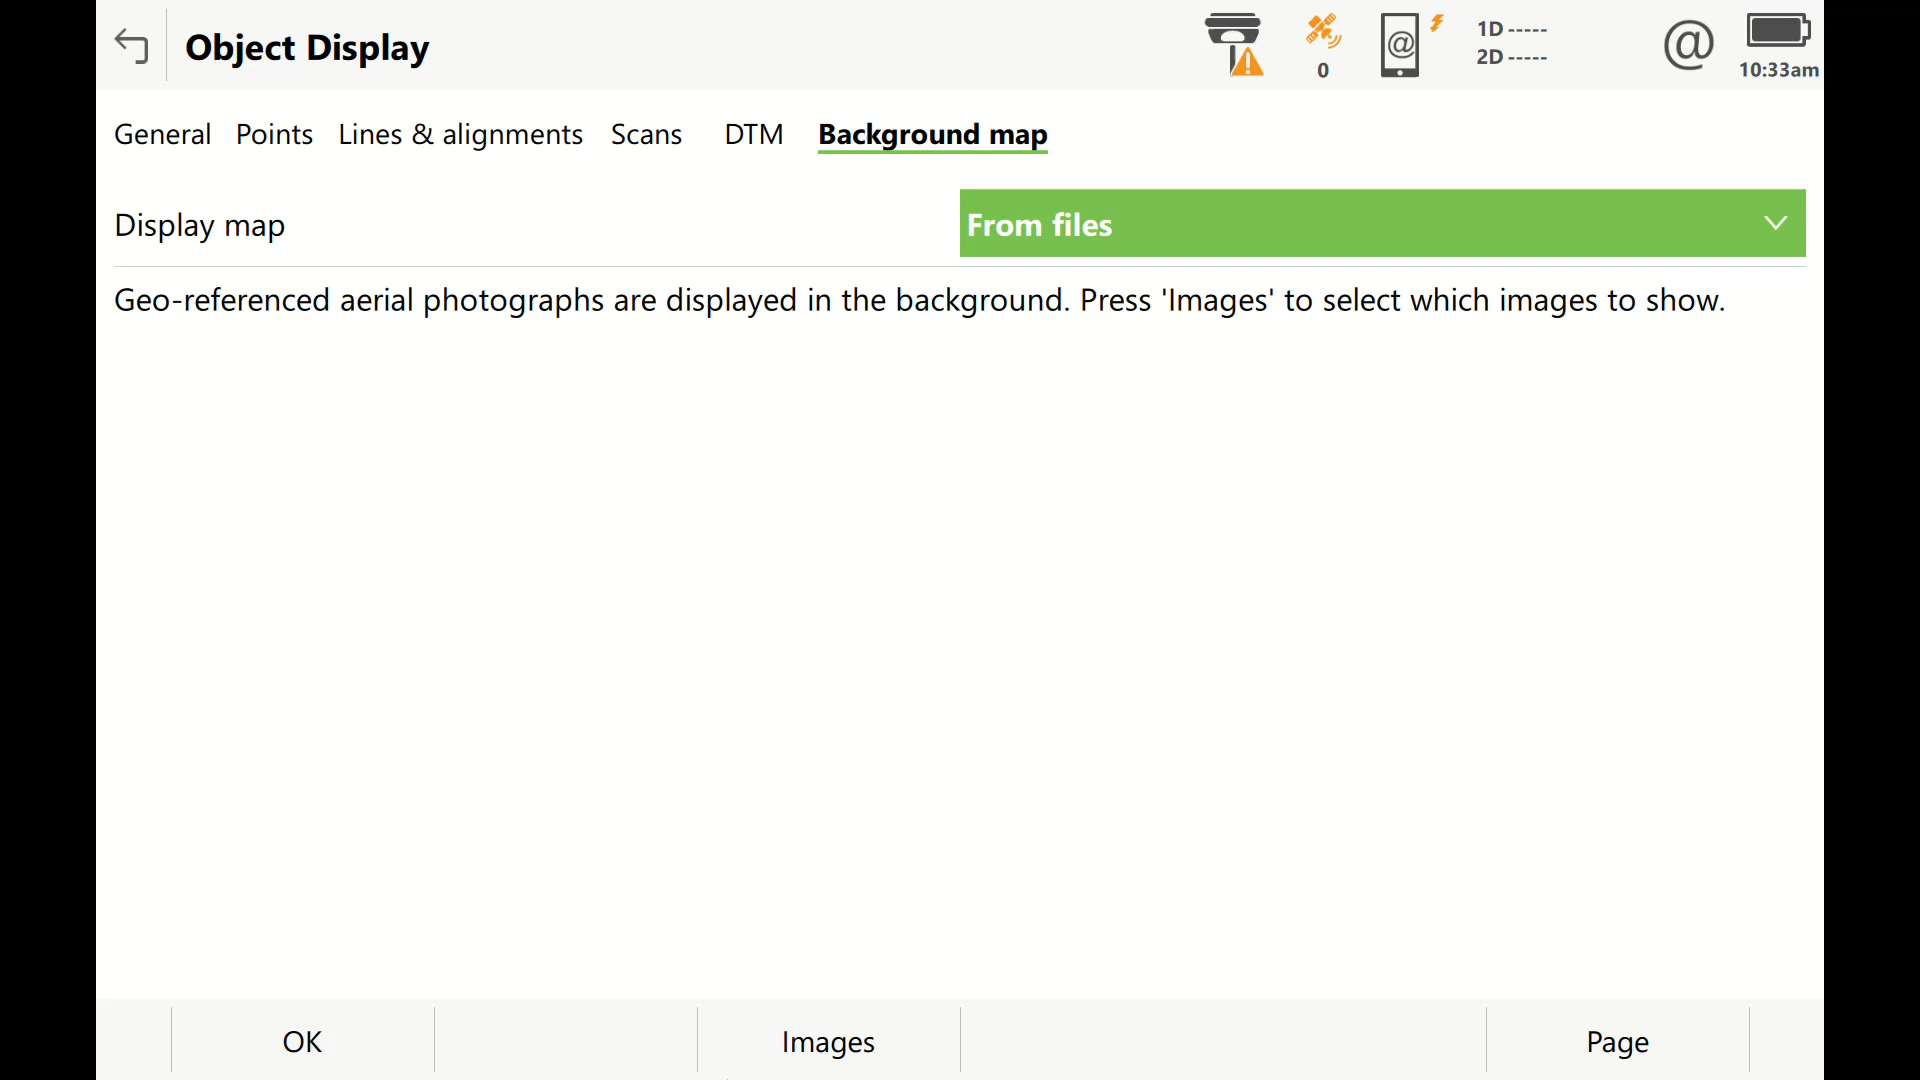 Object Display
0
@
1D -----
2D -----
@
10:33am
General Points Lines & alignments Scans DTM Background map
Display map From files
Geo-referenced aerial photographs are displayed in the background. Press 'Images' to select which images to show.
OK Images Page